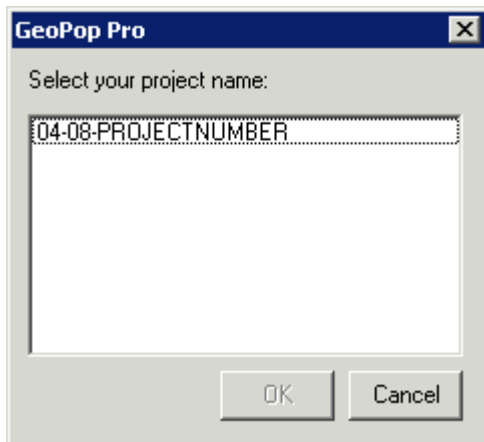 GeoPop Pro
Select your project name:
04-08-PROJECTNUMBER
OK
Cancel